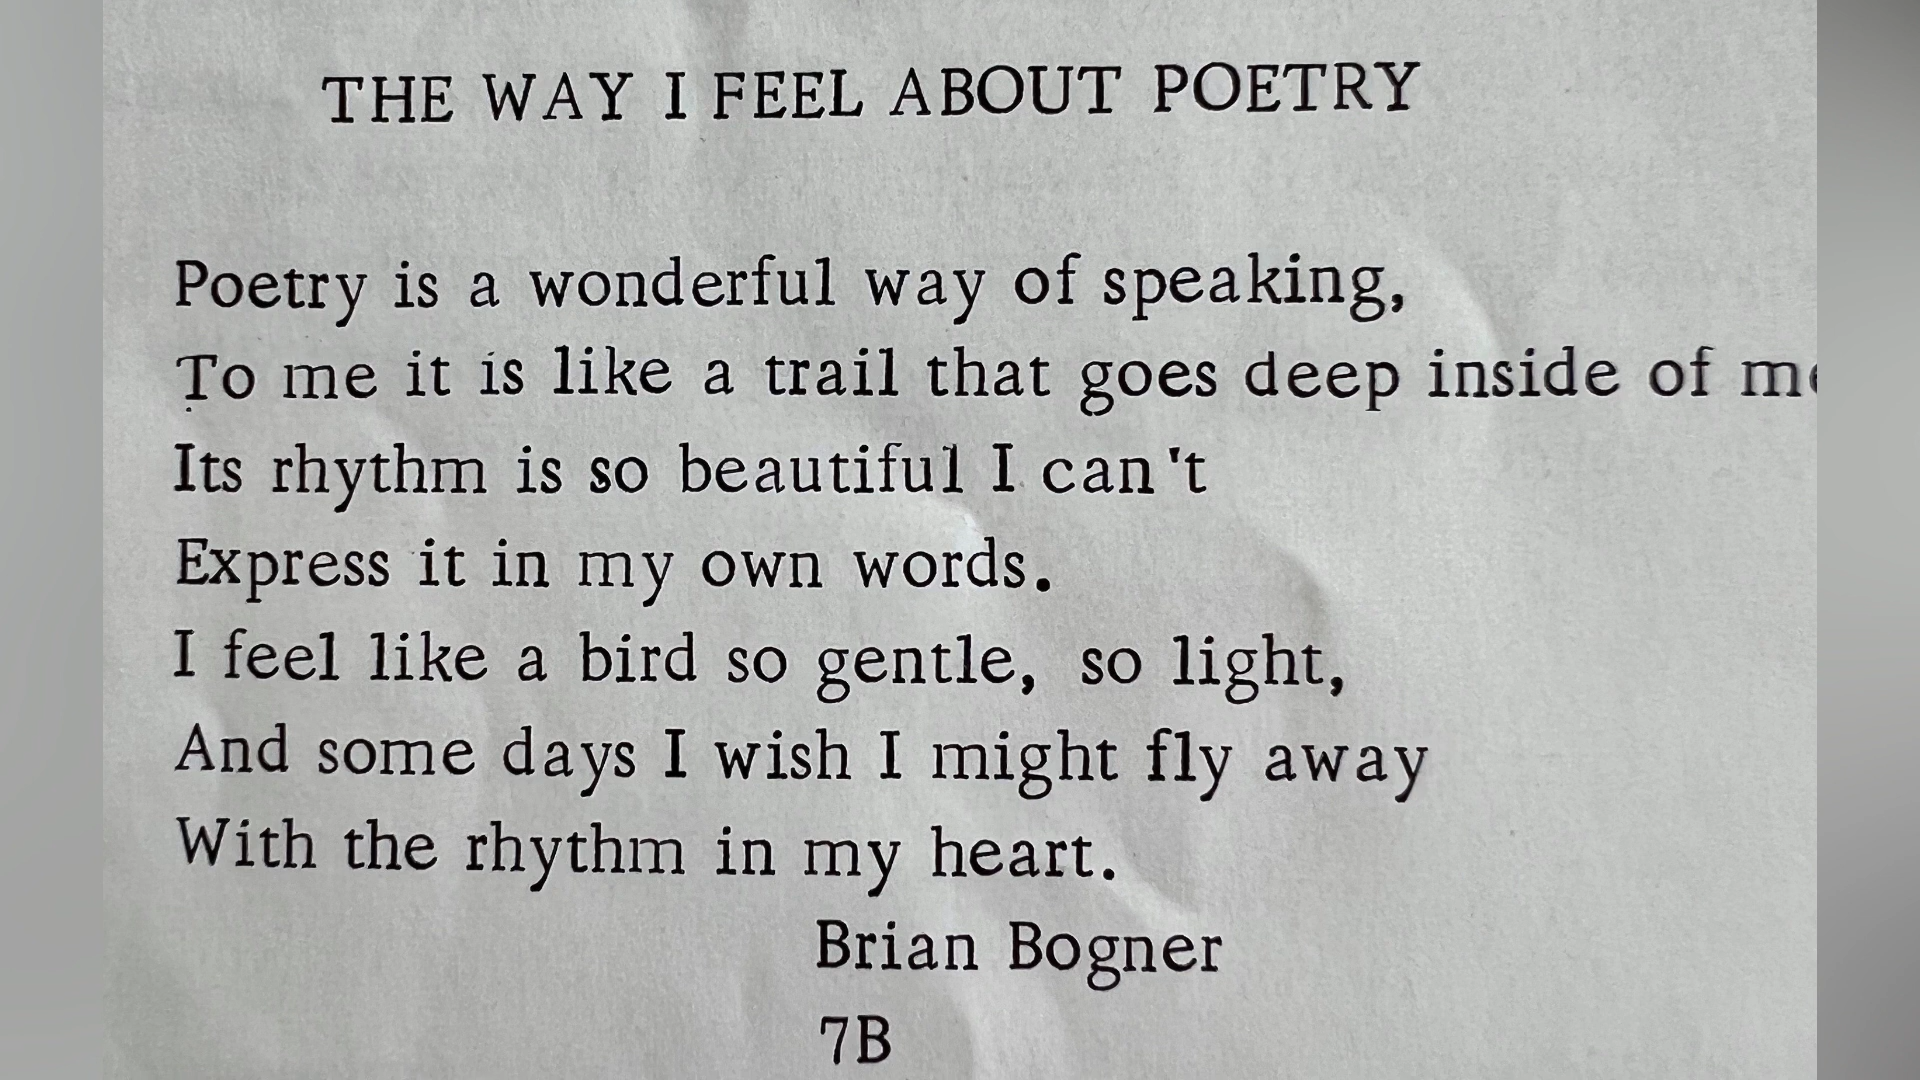 THE WAY I FEEL ABOUT POETRY
Poetry is a wonderful way of speaking,
To me it is like a trail that goes deep inside of me
Its rhythm is so beautiful I can't
Express it in my own words.
I feel like a bird so gentle, so light,
And some days I wish I might fly away
With the rhythm in my heart.
Brian Bogner
7B